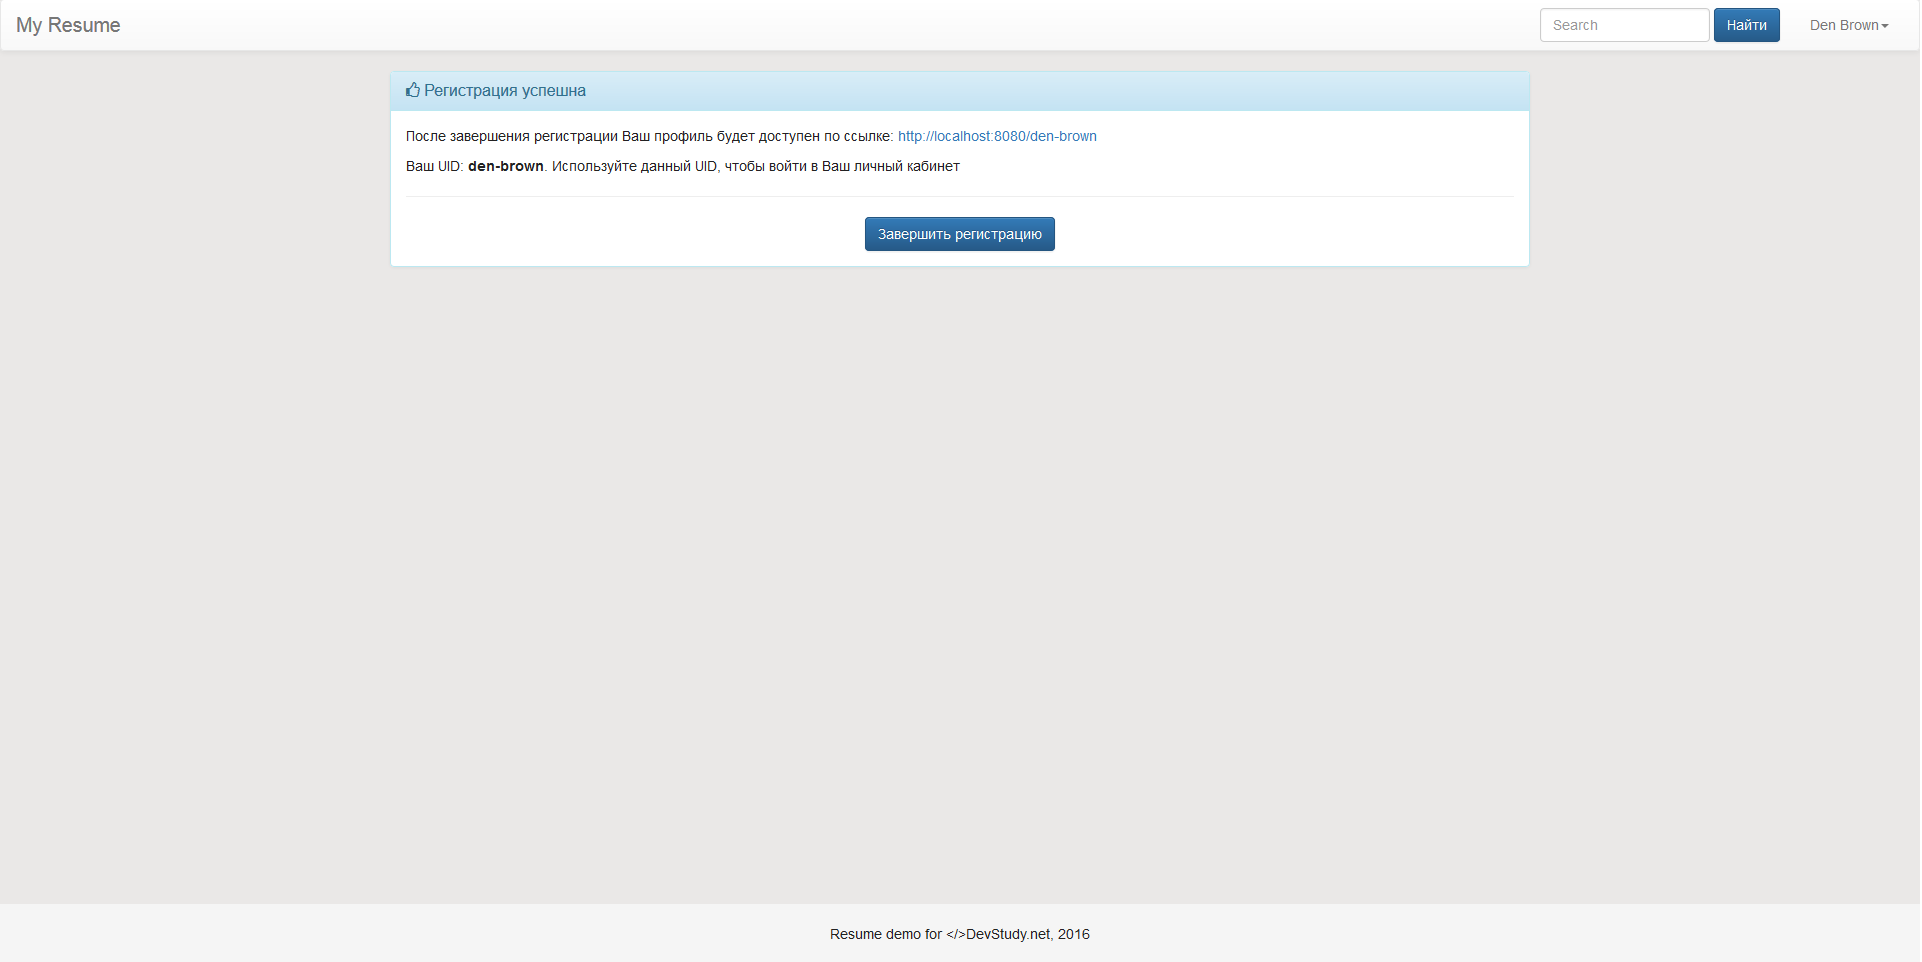 My Resume
Search
Найти
Den Brown
Регистрация успешна
После завершения регистрации Ваш профиль будет доступен по ссылке: http://localhost:8080/den-brown
Ваш UID: den-brown. Используйте данный UID, чтобы войти в Ваш личный кабинет
Завершить регистрацию
Resume demo for </>DevStudy.net, 2016